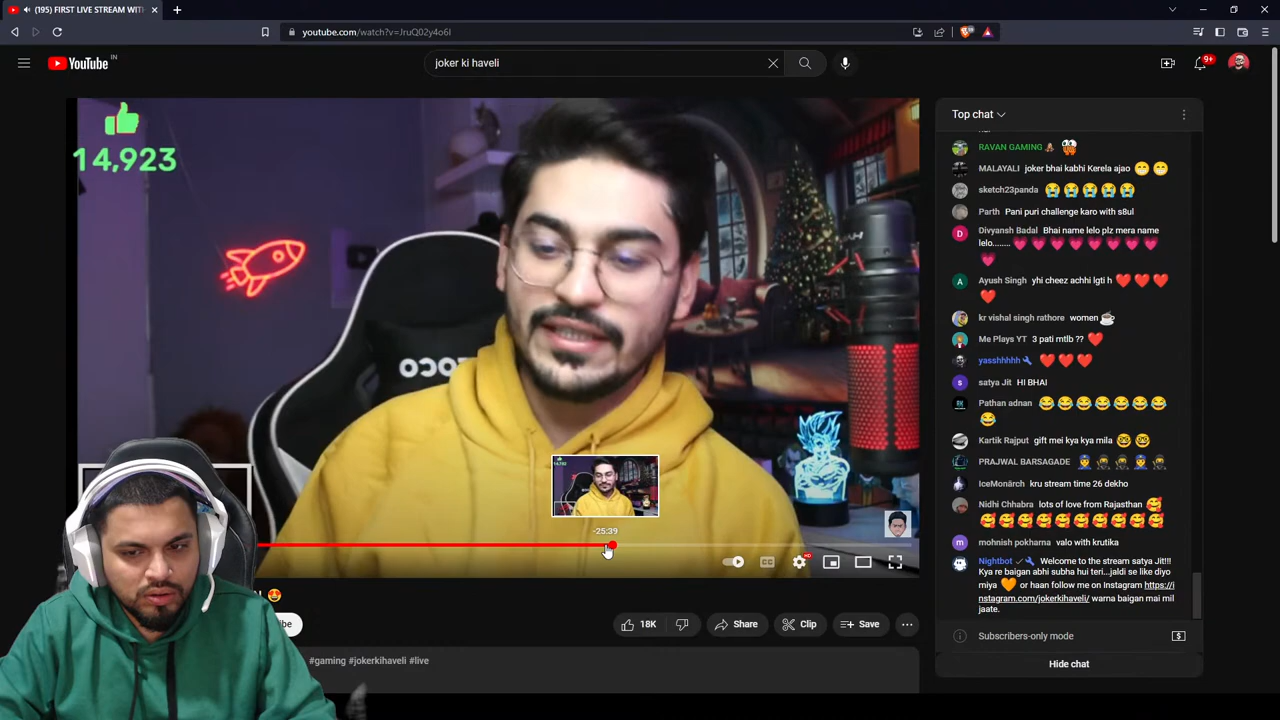 (195) FIRST LIVE STREAM WITH
youtube.com/watch?v=JruQ02y4o6I
YouTube IN
joker ki haveli
9+
14,923
ZOCO
-25:39
HD
18K
Share
Clip
Save
#gaming #jokerkihaveli #live
Top chat
RAVAN GAMING
MALAYALI joker bhai kabhi Kerela ajao 😁 😁
sketch23panda 😭 😭 😭 😭 😭
Parth Pani puri challenge karo with s8ul
D
Divyansh Badal Bhai name lelo plz mera name
lelo........💗 💗 💗 💗 💗 💗 💗 💗
💗
A
Ayush Singh yhi cheez achhi lgti h ❤️ ❤️ ❤️
❤️
kr vishal singh rathore women ☕
Me Plays YT 3 pati mtlb ?? ❤️
yasshhhhh 🔧 ❤️ ❤️ ❤️
s
satya Jit HI BHAI
Pathan adnan 😂 😂 😂 😂 😂 😂 😂
😂
Kartik Rajput gift mei kya kya mila 🤓 🤓
PRAJWAL BARSAGADE
IceMonärch kru stream time 26 dekho
Nidhi Chhabra lots of love from Rajasthan 🥰
🥰 🥰 🥰 🥰 🥰 🥰 🥰 🥰 🥰
mohnish pokharna valo with krutika
Nightbot ✓ 🔧 Welcome to the stream satya Jit!!!
Kya re baigan abhi subha hui teri...jaldi se like diyo
miya 🧡 or haan follow me on Instagram https://i
nstagram.com/jokerkihaveli/ warna baigan mai mil
jaate.
Subscribers-only mode
Hide chat